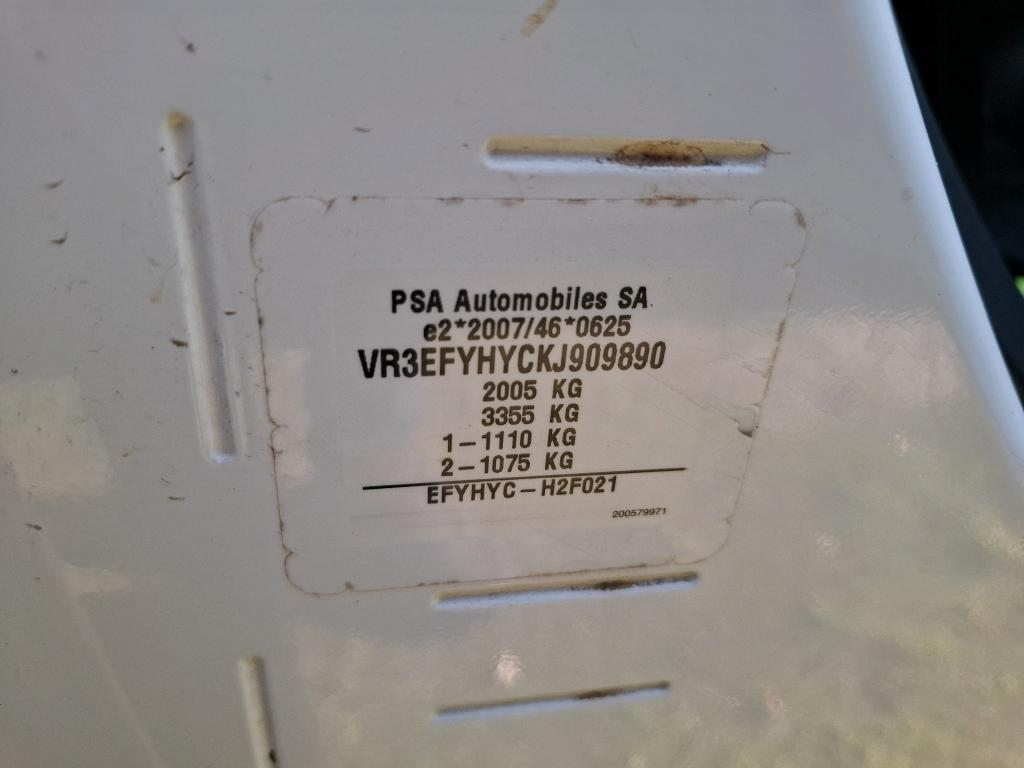 PSA Automobiles SA.
e2*2007/46*0625
VR3EFYHYCKJ909890
2005 KG
3355 KG
1-1110 KG
2-1075 KG
EFYHYC-H2F021
200579971